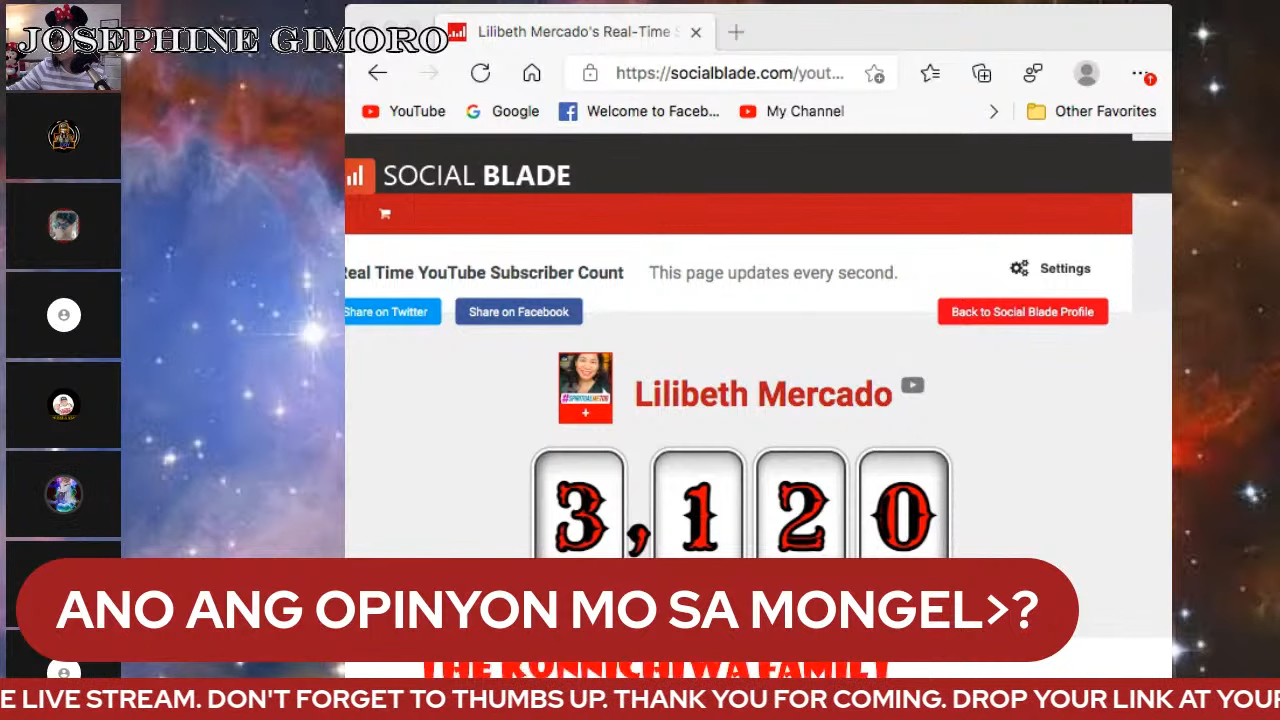 JOSEPHINE GIMORO
Lilibeth Mercado's Real-Time
https://socialblade.com/yout...
YouTube
Google
Welcome to Faceb...
My Channel
Other Favorites
SOCIAL BLADE
Real Time YouTube Subscriber Count
This page updates every second.
Settings
Share on Twitter
Share on Facebook
Back to Social Blade Profile
Lilibeth Mercado
3,120
ANO ANG OPINYON MO SA MONGEL>?
THE KONNICHIWA FAMILY
E LIVE STREAM. DON'T FORGET TO THUMBS UP. THANK YOU FOR COMING. DROP YOUR LINK AT YOUR